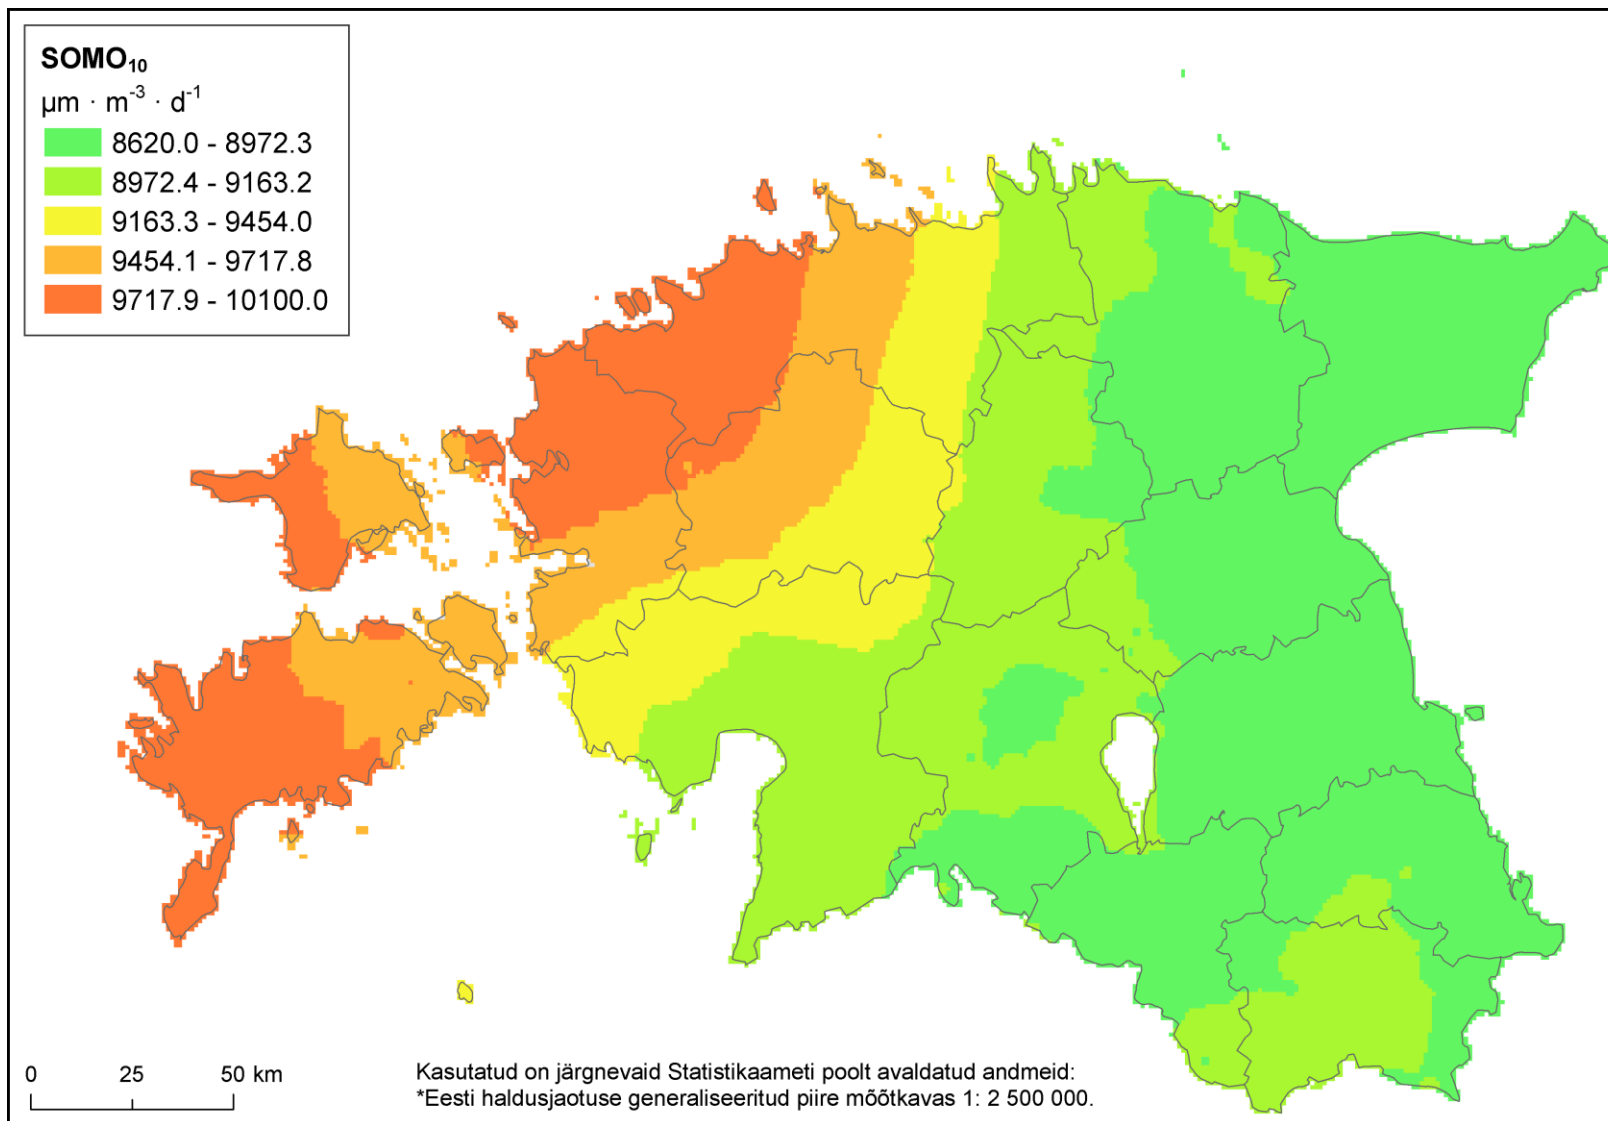 SOMO₁₀
µm · m⁻³ · d⁻¹
8620.0 - 8972.3
8972.4 - 9163.2
9163.3 - 9454.0
9454.1 - 9717.8
9717.9 - 10100.0
0 25 50 km
Kasutatud on järgnevaid Statistikaameti poolt avaldatud andmeid:
*Eesti haldusjaotuse generaliseeritud piire mõõtkavas 1: 2 500 000.